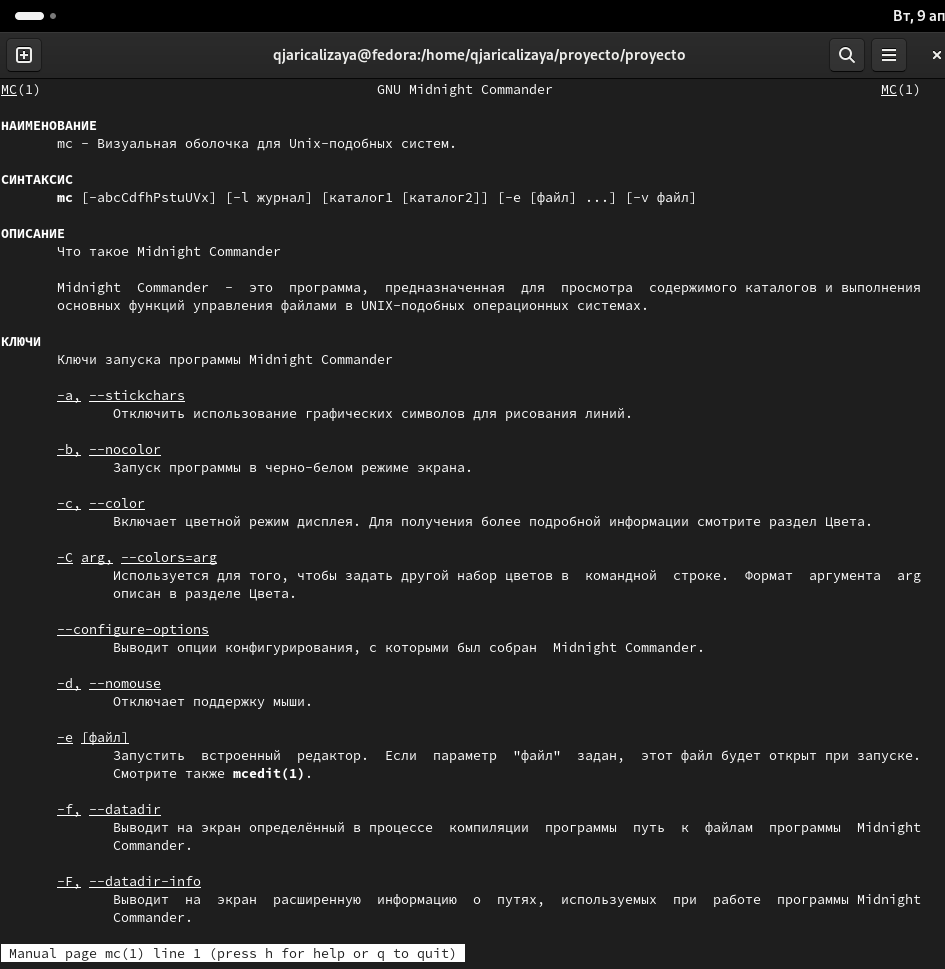 Вт, 9 ап
qjaricalizaya@fedora:/home/qjaricalizaya/proyecto/proyecto
MC(1) GNU Midnight Commander MC(1)
НАИМЕНОВАНИЕ
mc - Визуальная оболочка для Unix-подобных систем.
СИНТАКСИС
mc [-abcCdfhPstuUVx] [-l журнал] [каталог1 [каталог2]] [-e [файл] ...] [-v файл]
ОПИСАНИЕ
Что такое Midnight Commander
Midnight Commander - это программа, предназначенная для просмотра содержимого каталогов и выполнения
основных функций управления файлами в UNIX-подобных операционных системах.
КЛЮЧИ
Ключи запуска программы Midnight Commander
-a, --stickchars
Отключить использование графических символов для рисования линий.
-b, --nocolor
Запуск программы в черно-белом режиме экрана.
-c, --color
Включает цветной режим дисплея. Для получения более подробной информации смотрите раздел Цвета.
-C arg, --colors=arg
Используется для того, чтобы задать другой набор цветов в командной строке. Формат аргумента arg
описан в разделе Цвета.
--configure-options
Выводит опции конфигурирования, с которыми был собран Midnight Commander.
-d, --nomouse
Отключает поддержку мыши.
-e [файл]
Запустить встроенный редактор. Если параметр "файл" задан, этот файл будет открыт при запуске.
Смотрите также mcedit(1).
-f, --datadir
Выводит на экран определённый в процессе компиляции программы путь к файлам программы Midnight
Commander.
-F, --datadir-info
Выводит на экран расширенную информацию о путях, используемых при работе программы Midnight
Commander.
Manual page mc(1) line 1 (press h for help or q to quit)